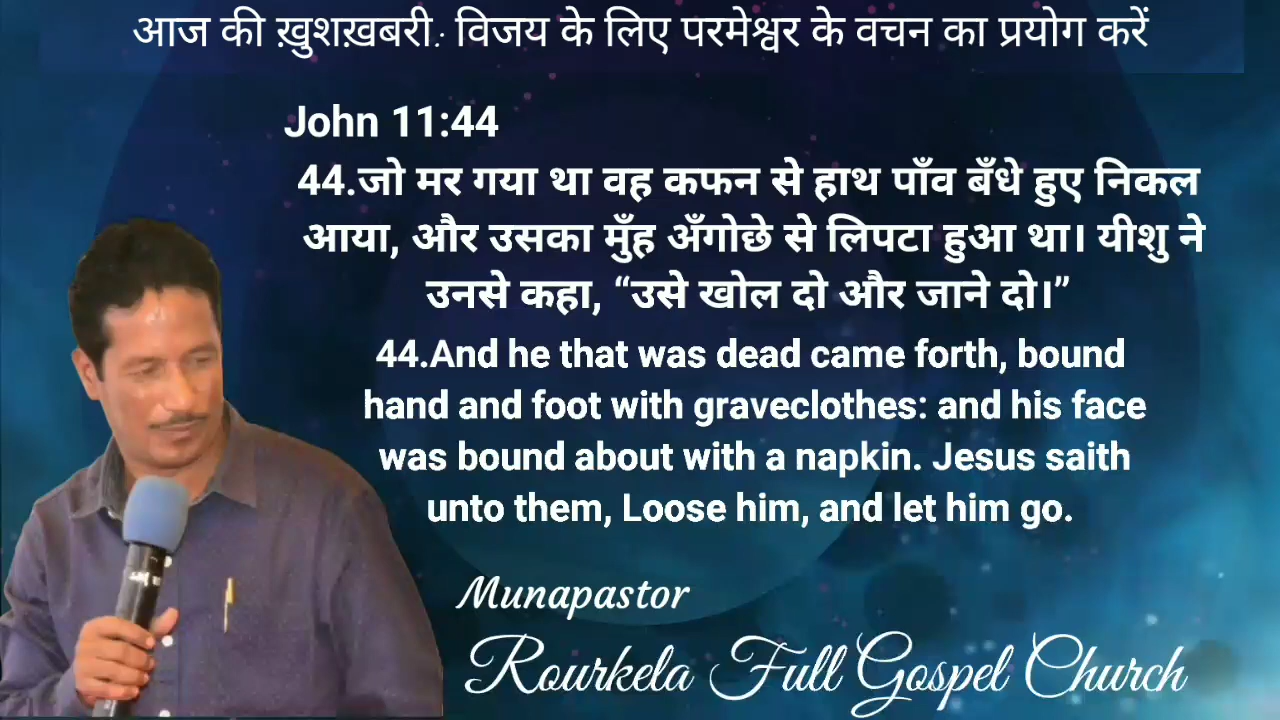 आज की ख़ुशख़बरी: विजय के लिए परमेश्वर के वचन का प्रयोग करें
John 11:44
44.जो मर गया था वह कफन से हाथ पाँव बँधे हुए निकल
आया, और उसका मुँह अँगोछे से लिपटा हुआ था। यीशु ने
उनसे कहा, “उसे खोल दो और जाने दो।”
44.And he that was dead came forth, bound
hand and foot with graveclothes: and his face
was bound about with a napkin. Jesus saith
unto them, Loose him, and let him go.
Munapastor
Rourkela Full Gospel Church